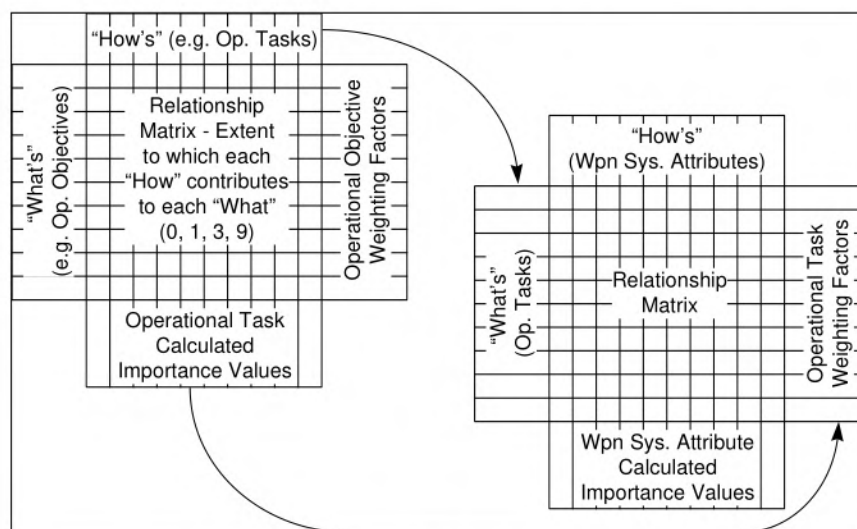 “How's” (e.g. Op. Tasks)
“What's”
(e.g. Op. Objectives)
Relationship
Matrix - Extent
to which each
“How” contributes
to each “What”
(0, 1, 3, 9)
Operational Objective
Weighting Factors
Operational Task
Calculated
Importance Values
“How's”
(Wpn Sys. Attributes)
“What's”
(Op. Tasks)
Relationship
Matrix
Operational Task
Weighting Factors
Wpn Sys. Attribute
Calculated
Importance Values